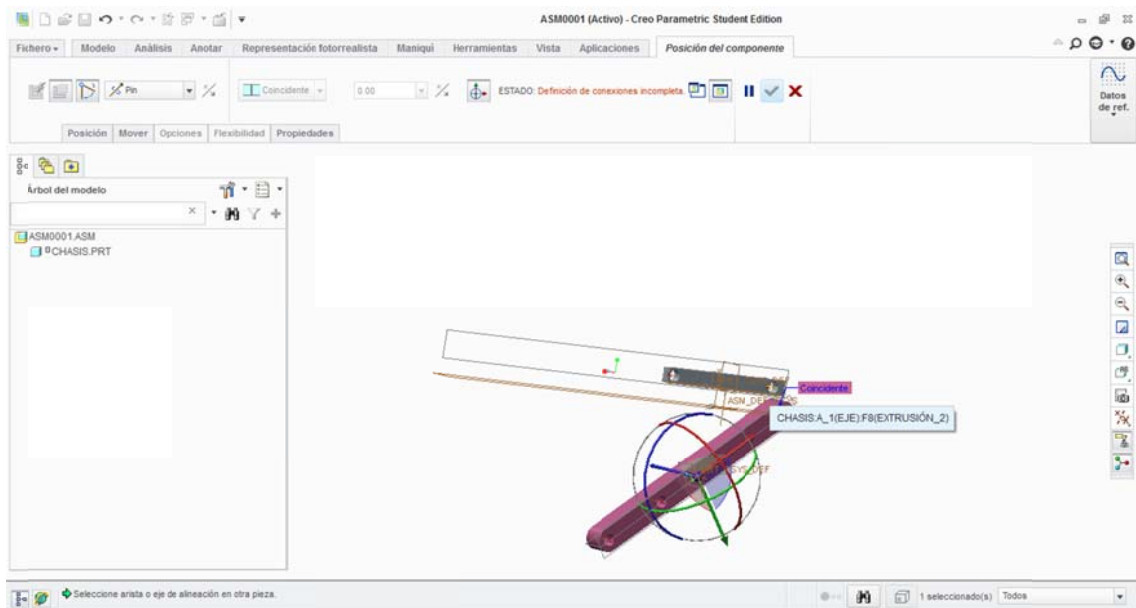 ASM0001 (Activo) - Creo Parametric Student Edition
Fichero Modelo Análisis Anotar Representación fotorrealista Maniquí Herramientas Vista Aplicaciones Posición del componente
Pin Coincidente 0.00 ESTADO: Definición de conexiones incompleta.
Datos
de ref.
Posición Mover Opciones Flexibilidad Propiedades
Árbol del modelo
ASM0001.ASM
CHASIS.PRT
Coincidente
CHASIS:A_1(EJE):F8(EXTRUSIÓN_2)
Seleccione arista o eje de alineación en otra pieza.
1 seleccionado(s) Todos